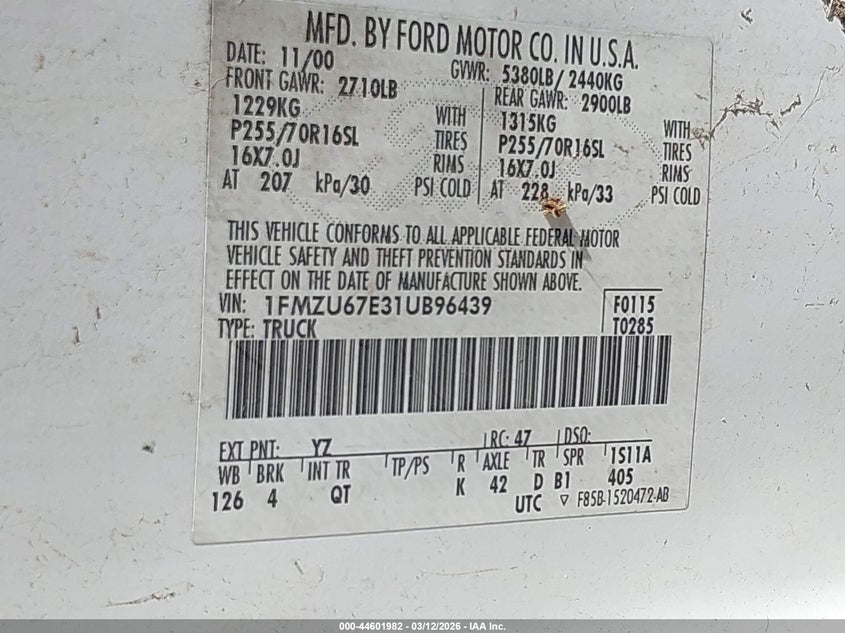 MFD. BY FORD MOTOR CO. IN U.S.A.
DATE: 11/00 GVWR: 5380LB/2440KG
FRONT GAWR: 2710LB REAR GAWR: 2900LB
1229KG WITH 1315KG WITH
P255/70R16SL TIRES P255/70R16SL TIRES
16X7.0J RIMS 16X7.0J RIMS
AT 207 kPa/30 PSI COLD AT 228 kPa/33 PSI COLD
THIS VEHICLE CONFORMS TO ALL APPLICABLE FEDERAL MOTOR
VEHICLE SAFETY AND THEFT PREVENTION STANDARDS IN
EFFECT ON THE DATE OF MANUFACTURE SHOWN ABOVE.
VIN: 1FMZU67E31UB96439 F0115
TYPE: TRUCK T0285
EXT PNT: YZ RC: 47 DSO:
WB BRK INT TR TP/PS R AXLE TR SPR 1S11A
126 4 QT K 42 D B1 405
UTC ▽ F85B-1520472-AB
000-44601982 - 03/12/2026 - IAA Inc.